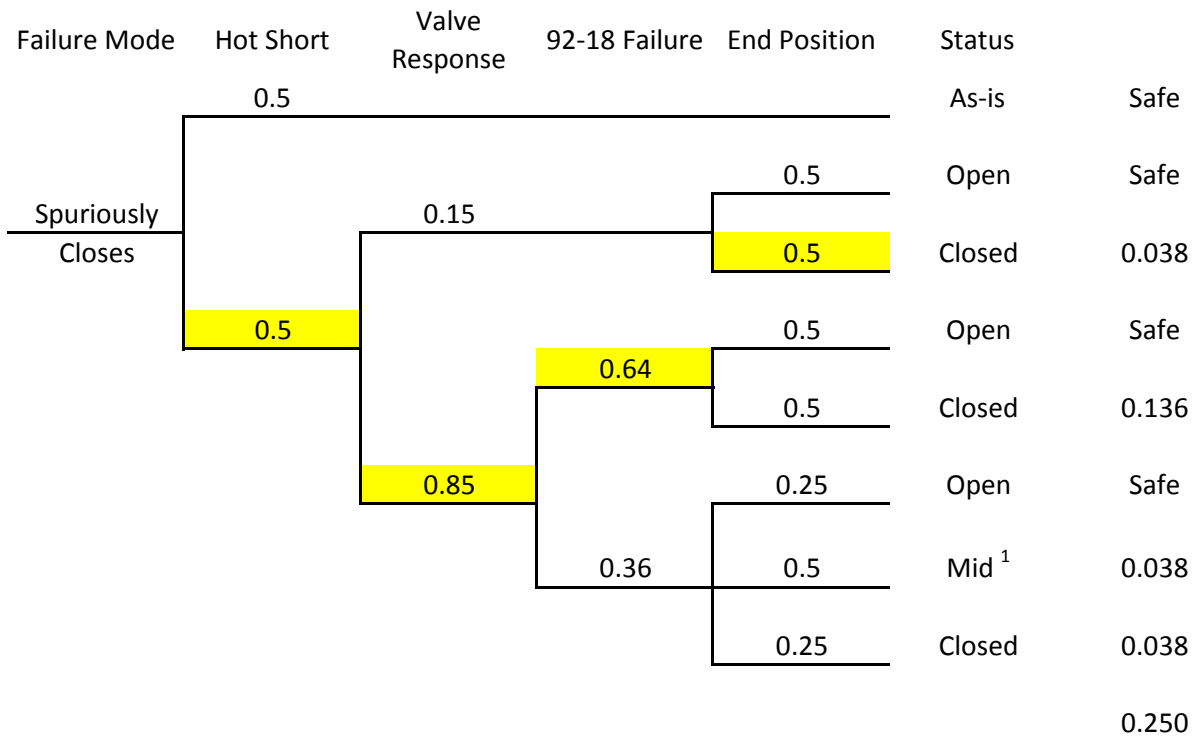 Failure Mode Hot Short Valve Response 92-18 Failure End Position Status
0.5 As-is Safe
0.5 Open Safe
Spuriously 0.15
Closes 0.5 Closed 0.038
0.5 0.5 Open Safe
0.64
0.5 Closed 0.136
0.85 0.25 Open Safe
0.36 0.5 Mid 1 0.038
0.25 Closed 0.038
0.250